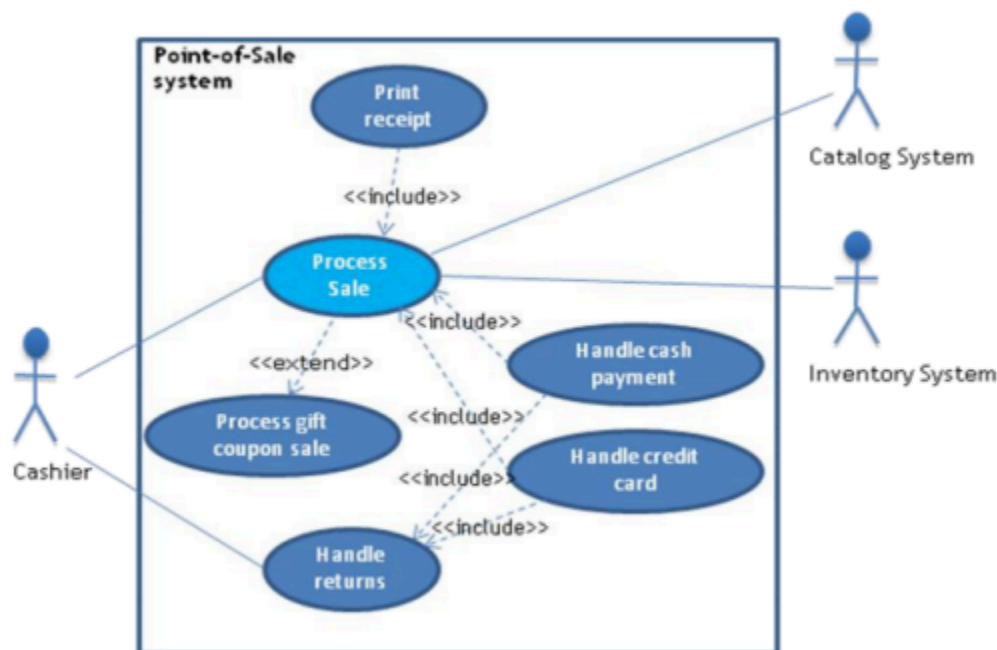 Point-of-Sale
system
Print
receipt
Catalog System
<<include>>
Process
Sale
<<include>>
Handle cash
payment
Inventory System
<<extend>>
Process gift
coupon sale
<<include>>
Handle credit
card
Cashier
<<include>>
<<include>>
Handle
returns